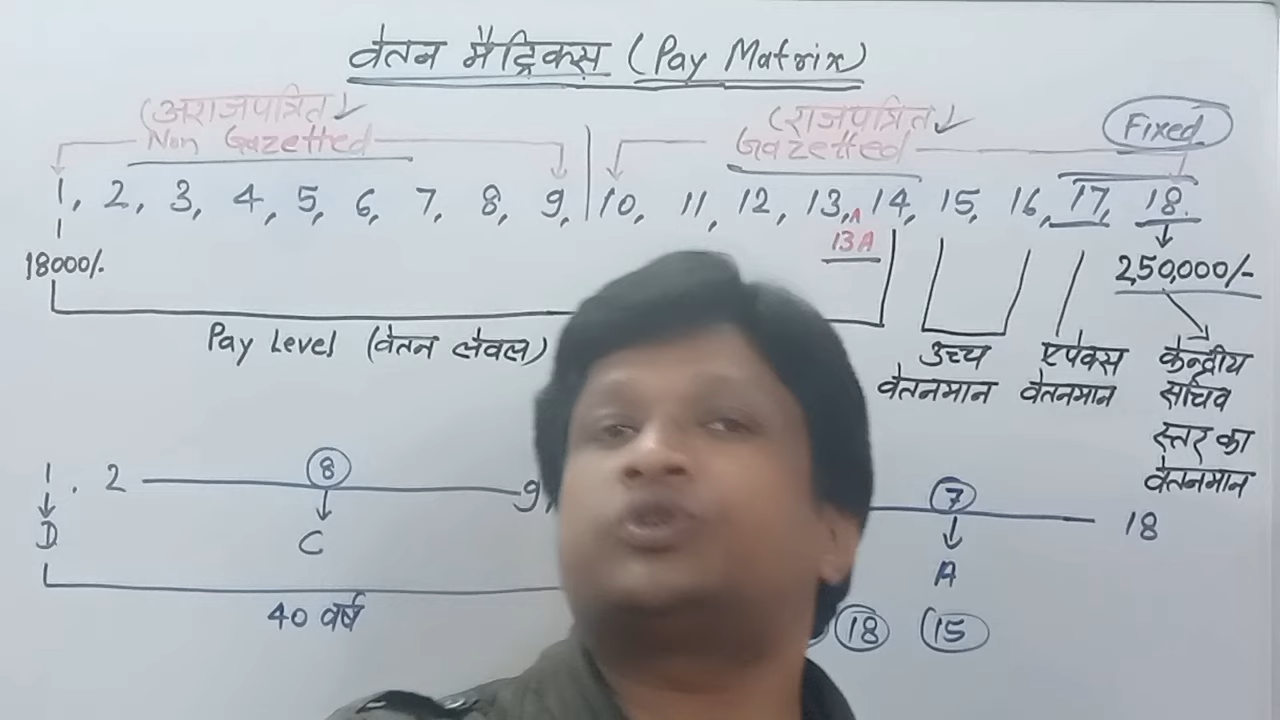 वेतन मैट्रिक्स (Pay Matrix)
(अराजपत्रित)
Non Gazetted
(राजपत्रित)
Gazetted
Fixed
1, 2, 3, 4, 5, 6, 7, 8, 9, 10, 11, 12, 13,A 14, 15, 16, 17, 18.
13A
18000/-
2,50,000/-
Pay Level (वेतन लेवल)
उच्च
वेतनमान
एपेक्स
वेतनमान
केन्द्रीय
सचिव
स्तर का
वेतनमान
1. 2 8 9, 7 18
D C A
40 वर्ष 18 15